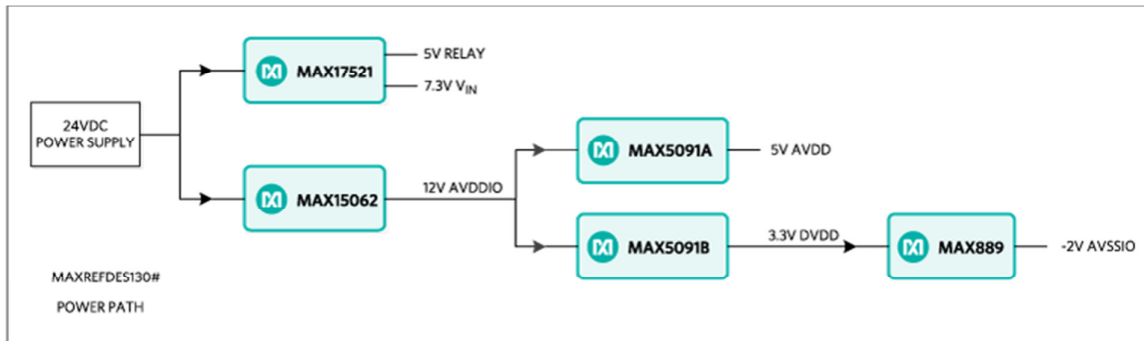 24VDC
POWER SUPPLY
MAX17521
5V RELAY
7.3V VIN
MAX15062
12V AVDDIO
MAX5091A
5V AVDD
MAX5091B
3.3V DVDD
MAX889
-2V AVSSIO
MAXREFDES130#
POWER PATH